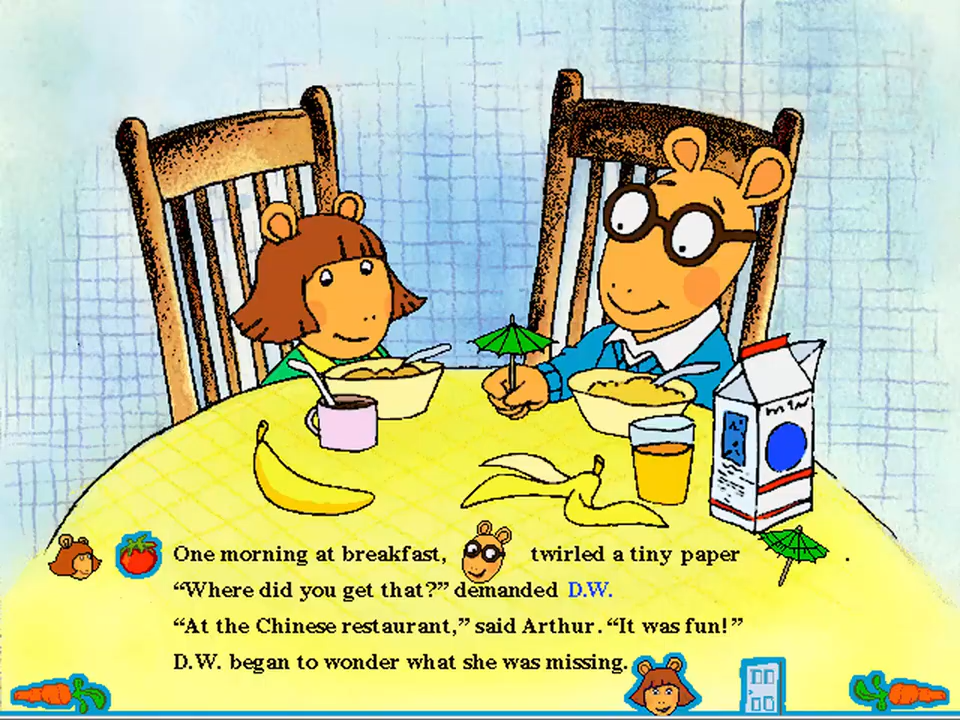 One morning at breakfast, twirled a tiny paper .
“Where did you get that?” demanded D.W.
“At the Chinese restaurant,” said Arthur. “It was fun!”
D.W. began to wonder what she was missing.